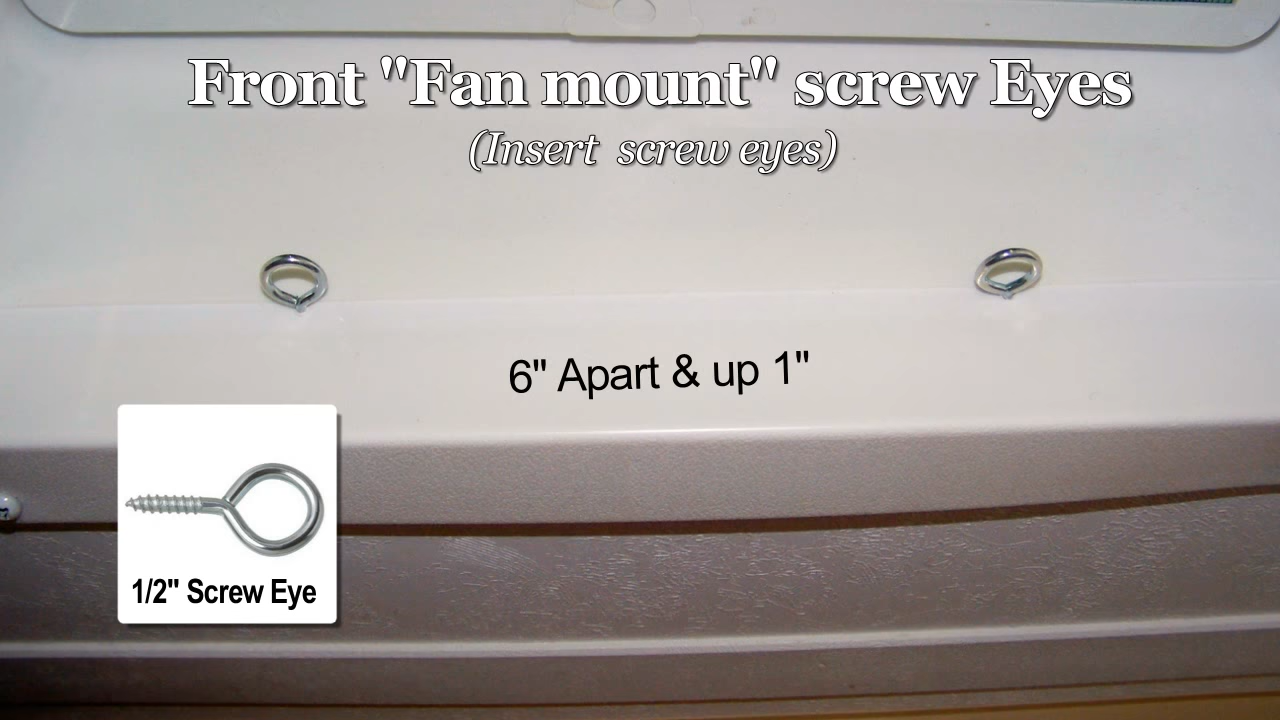 Front "Fan mount" screw Eyes
(Insert screw eyes)
6" Apart & up 1"
1/2" Screw Eye